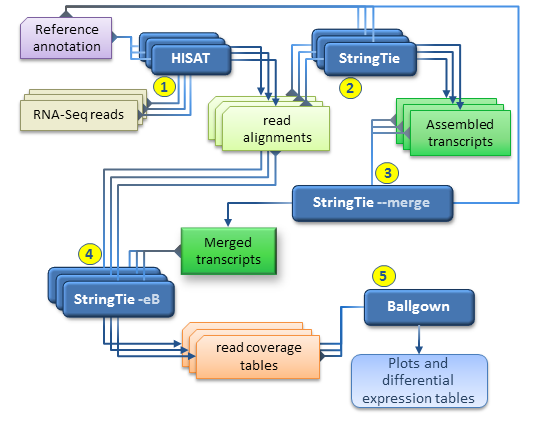 Reference
annotation
HISAT
StringTie
1
2
RNA-Seq reads
read
alignments
Assembled
transcripts
3
StringTie --merge
4
Merged
transcripts
5
StringTie -eB
Ballgown
read coverage
tables
Plots and
differential
expression tables